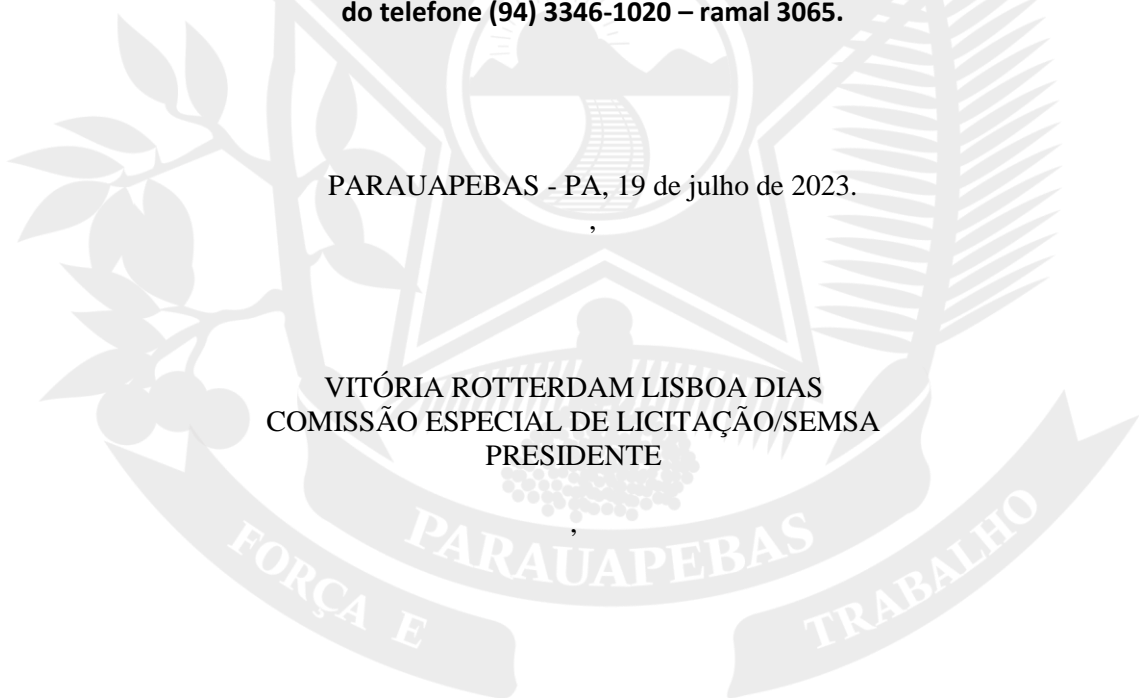 do telefone (94) 3346-1020 – ramal 3065.
PARAUAPEBAS - PA, 19 de julho de 2023.
,
VITÓRIA ROTTERDAM LISBOA DIAS
COMISSÃO ESPECIAL DE LICITAÇÃO/SEMSA
PRESIDENTE
,
FORÇA E PARAUAPEBAS TRABALHO